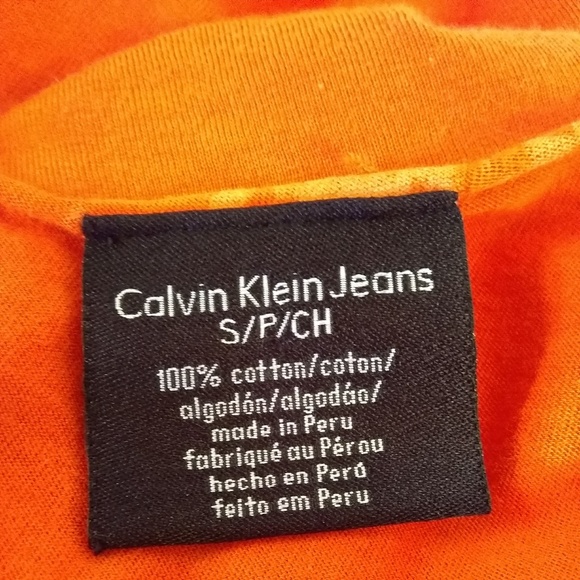 Calvin Klein Jeans
S/P/CH
100% cotton/coton/
algodón/algodáo/
made in Peru
fabriqué au Pérou
hecho en Perú
feito em Peru